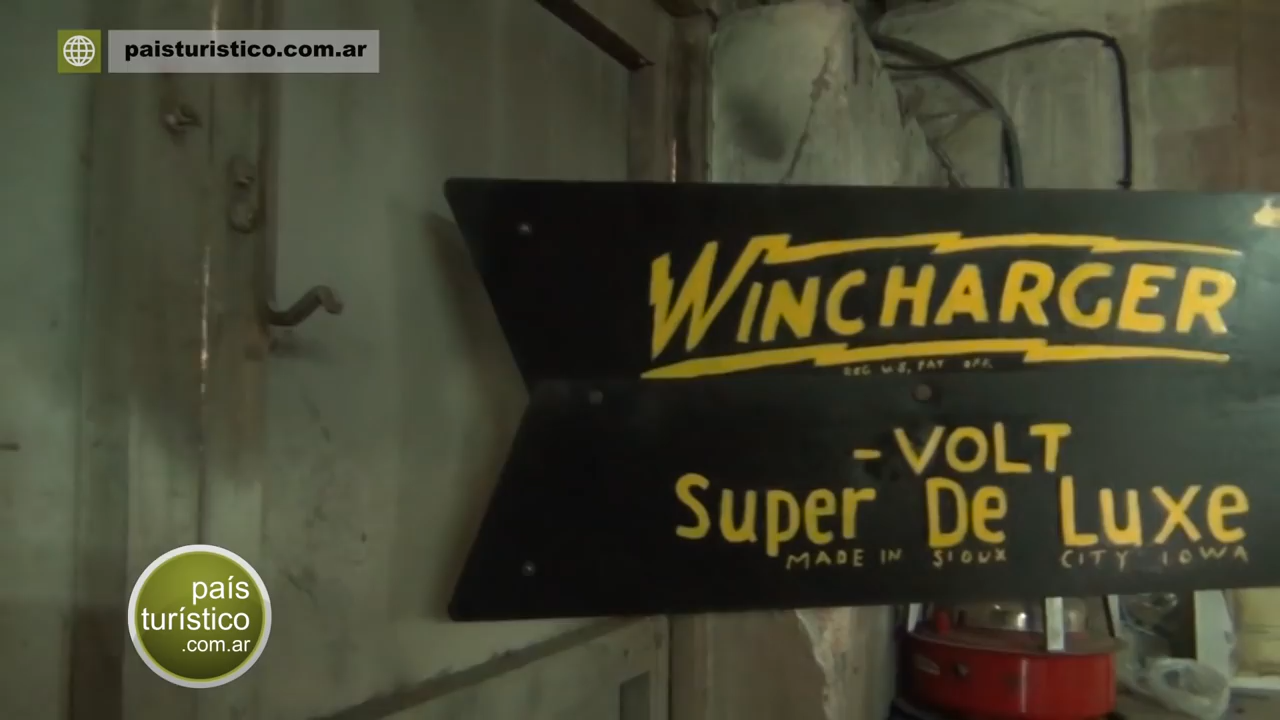 paisturistico.com.ar
WINCHARGER
REG U.S. PAT OFF.
-VOLT
Super De Luxe
MADE IN SIOUX CITY IOWA
país
turístico
.com.ar